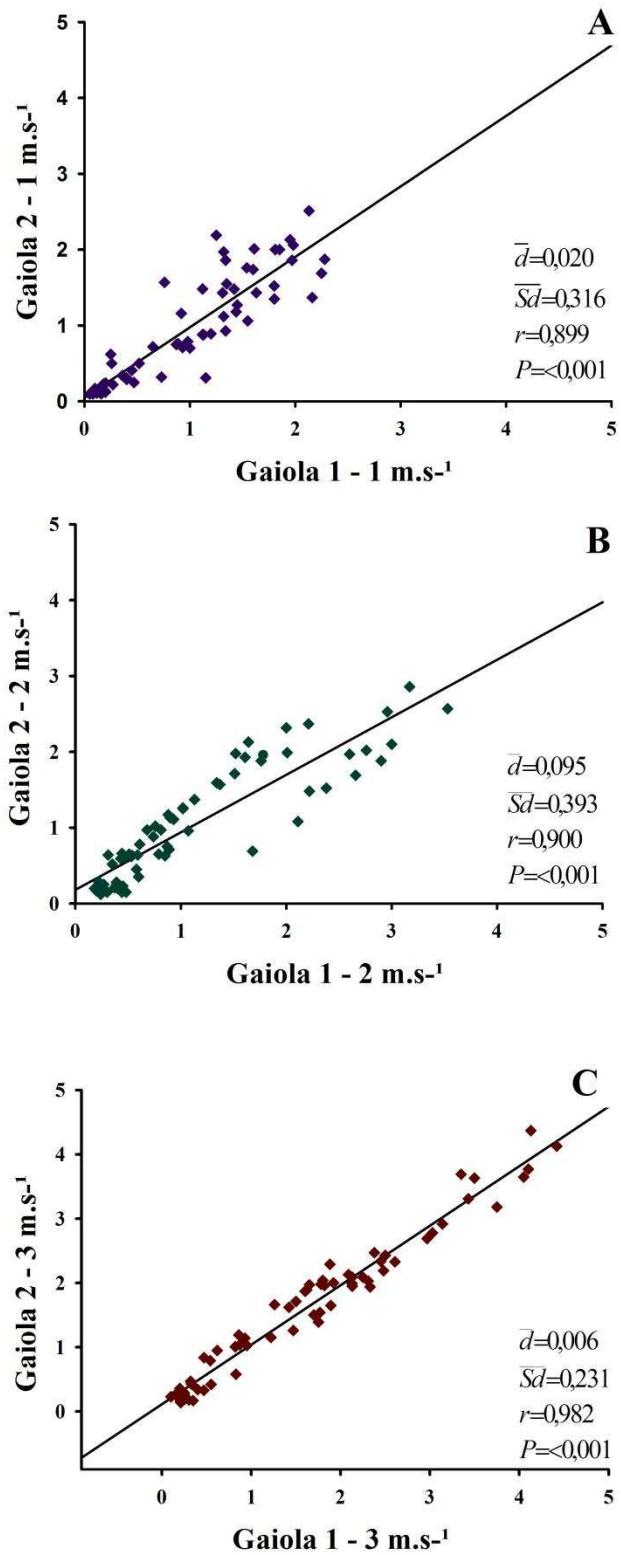 A
5
4
3
2
1
0
Gaiola 2 - 1 m.s-¹
d̅=0,020
S̅d̅=0,316
r=0,899
P=<0,001
0 1 2 3 4 5
Gaiola 1 - 1 m.s-¹
B
5
4
3
2
1
0
Gaiola 2 - 2 m.s-¹
d̅=0,095
S̅d̅=0,393
r=0,900
P=<0,001
0 1 2 3 4 5
Gaiola 1 - 2 m.s-¹
C
5
4
3
2
1
0
Gaiola 2 - 3 m.s-¹
d̅=0,006
S̅d̅=0,231
r=0,982
P=<0,001
0 1 2 3 4 5
Gaiola 1 - 3 m.s-¹